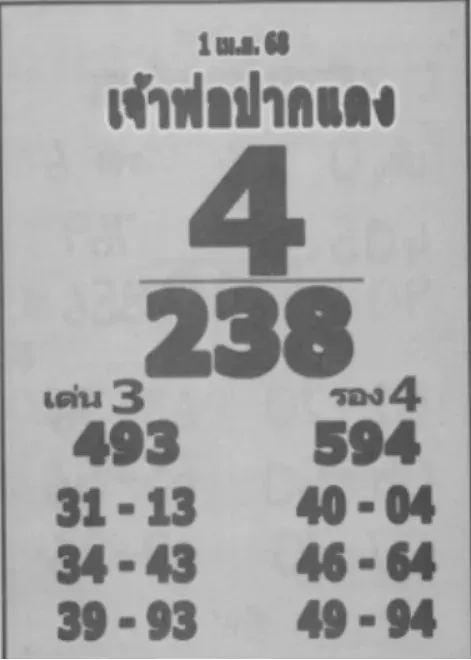 1 เม.ย. 68
เจ้าพ่อปากแดง
4
238
เด่น 3 รอง 4
493 594
31 - 13 40 - 04
34 - 43 46 - 64
39 - 93 49 - 94